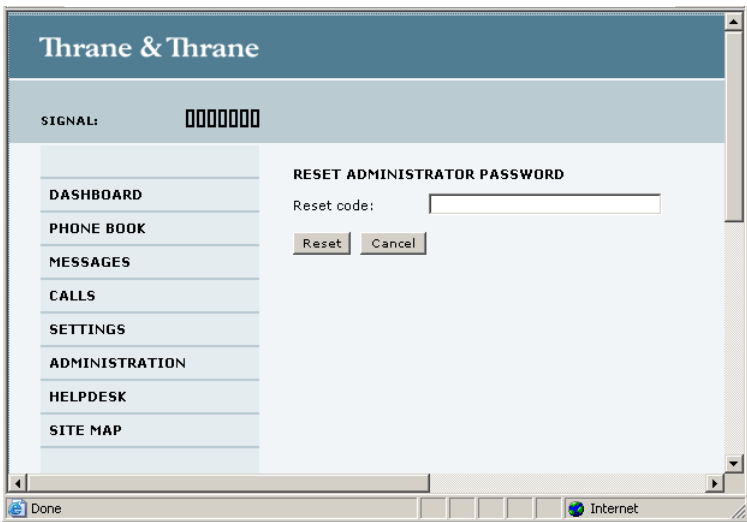 Thrane & Thrane
SIGNAL:
RESET ADMINISTRATOR PASSWORD
Reset code:
Reset Cancel
DASHBOARD
PHONE BOOK
MESSAGES
CALLS
SETTINGS
ADMINISTRATION
HELPDESK
SITE MAP
Done Internet